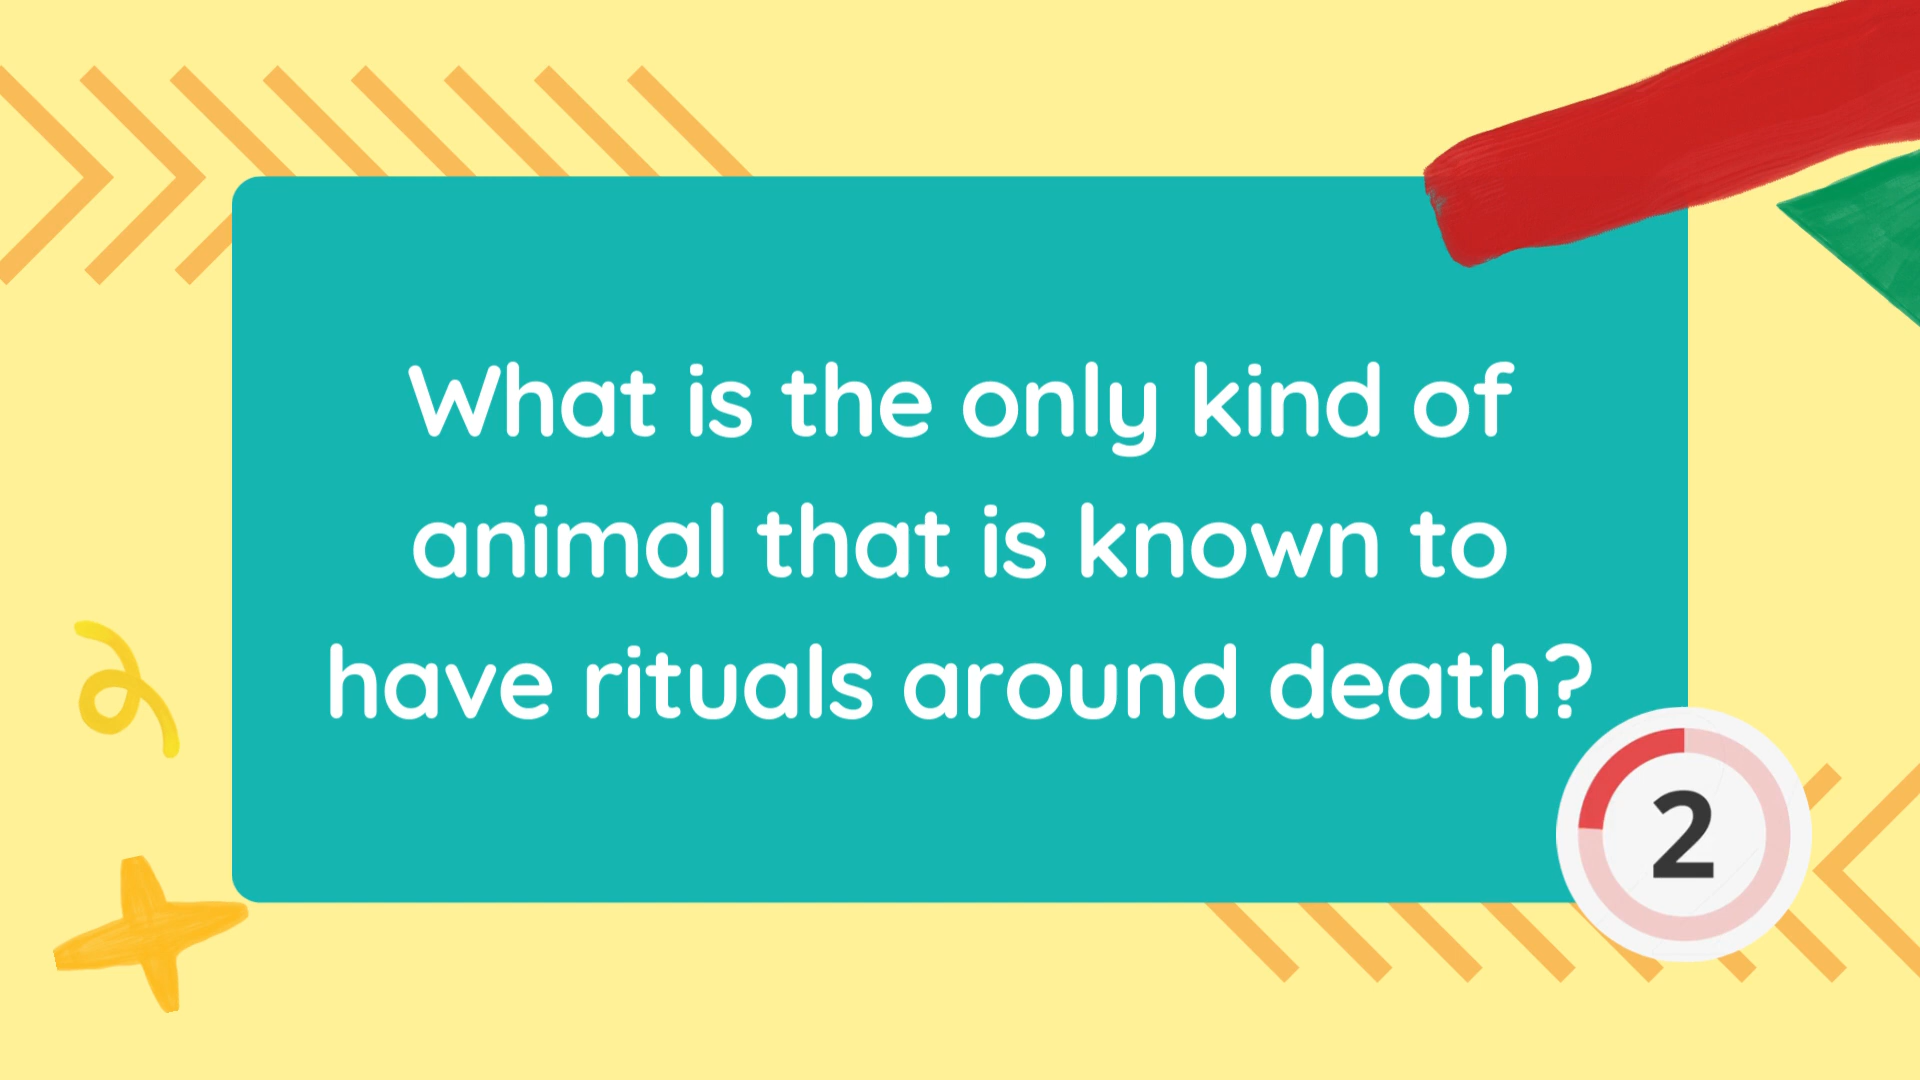 What is the only kind of
animal that is known to
have rituals around death?
2